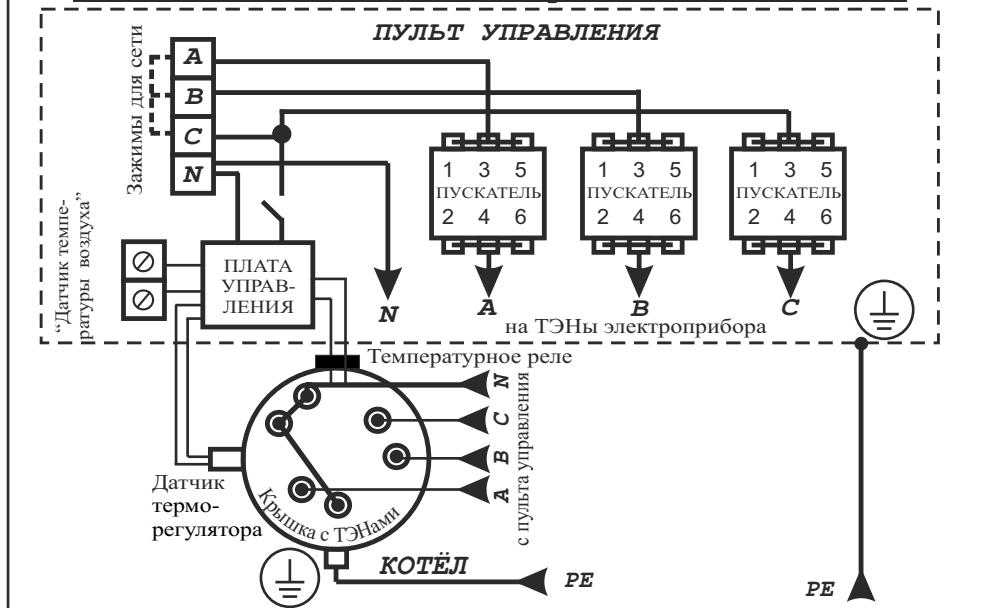 ПУЛЬТ УПРАВЛЕНИЯ
Зажимы для сети
A
B
C
N
1 3 5
ПУСКАТЕЛЬ
2 4 6
1 3 5
ПУСКАТЕЛЬ
2 4 6
1 3 5
ПУСКАТЕЛЬ
2 4 6
“Датчик темпе-
ратуры воздуха”
ПЛАТА
УПРАВ-
ЛЕНИЯ
N
A
B
C
на ТЭНы электроприбора
Температурное реле
N
C
B
A
с пульта управления
Датчик
термо-
регулятора
Крышка с ТЭНами
КОТЁЛ
PE
PE